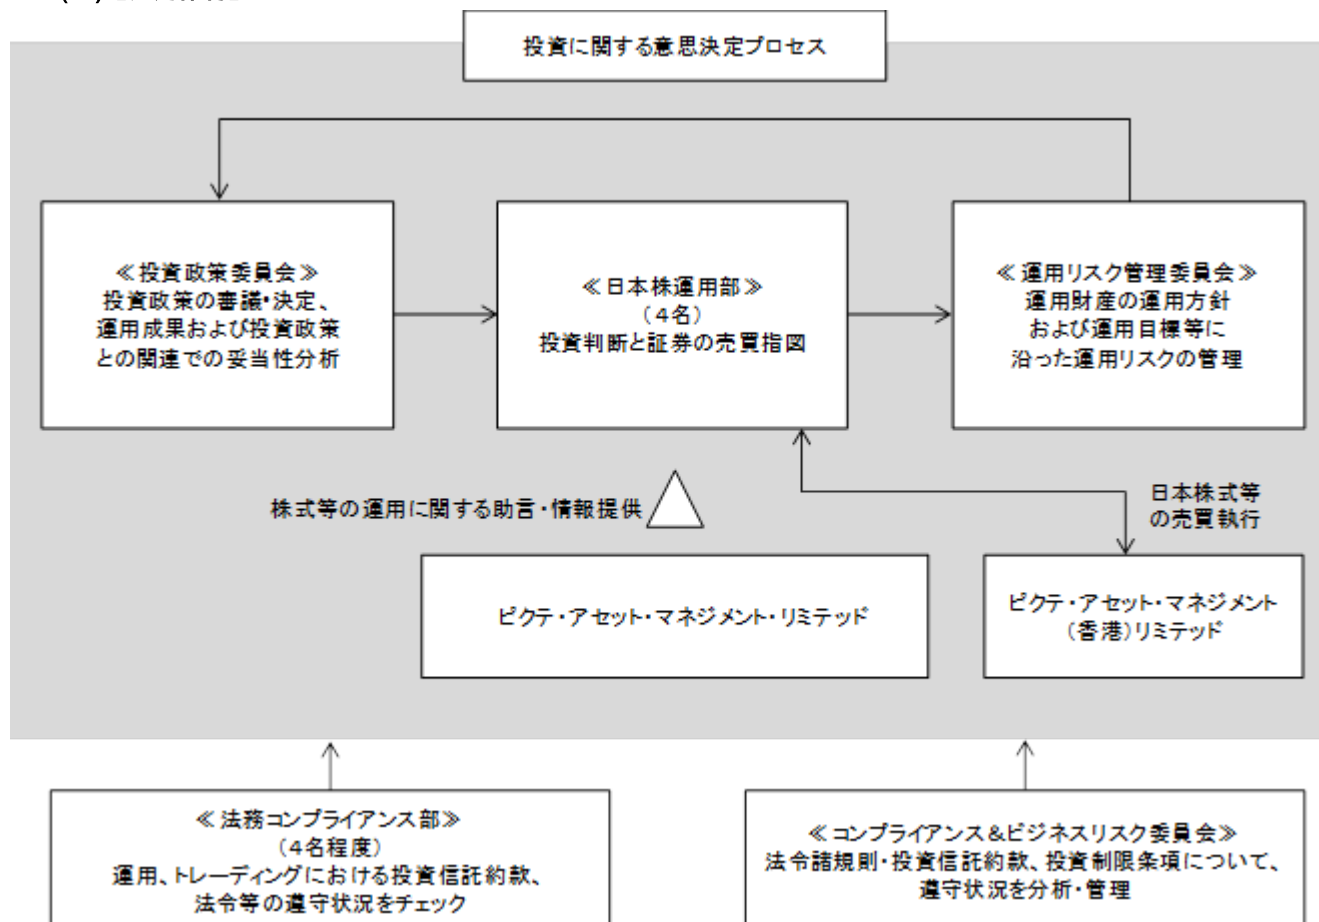 投資に関する意思決定プロセス
≪投資政策委員会≫
投資政策の審議・決定、
運用成果および投資政策
との関連での妥当性分析
≪日本株運用部≫
(4名)
投資判断と証券の売買指図
≪運用リスク管理委員会≫
運用財産の運用方針
および運用目標等に
沿った運用リスクの管理
株式等の運用に関する助言・情報提供
日本株式等
の売買執行
ピクテ・アセット・マネジメント・リミテッド
ピクテ・アセット・マネジメント
(香港)リミテッド
≪法務コンプライアンス部≫
(4名程度)
運用、トレーディングにおける投資信託約款、
法令等の遵守状況をチェック
≪コンプライアンス&ビジネスリスク委員会≫
法令諸規則・投資信託約款、投資制限条項について、
遵守状況を分析・管理